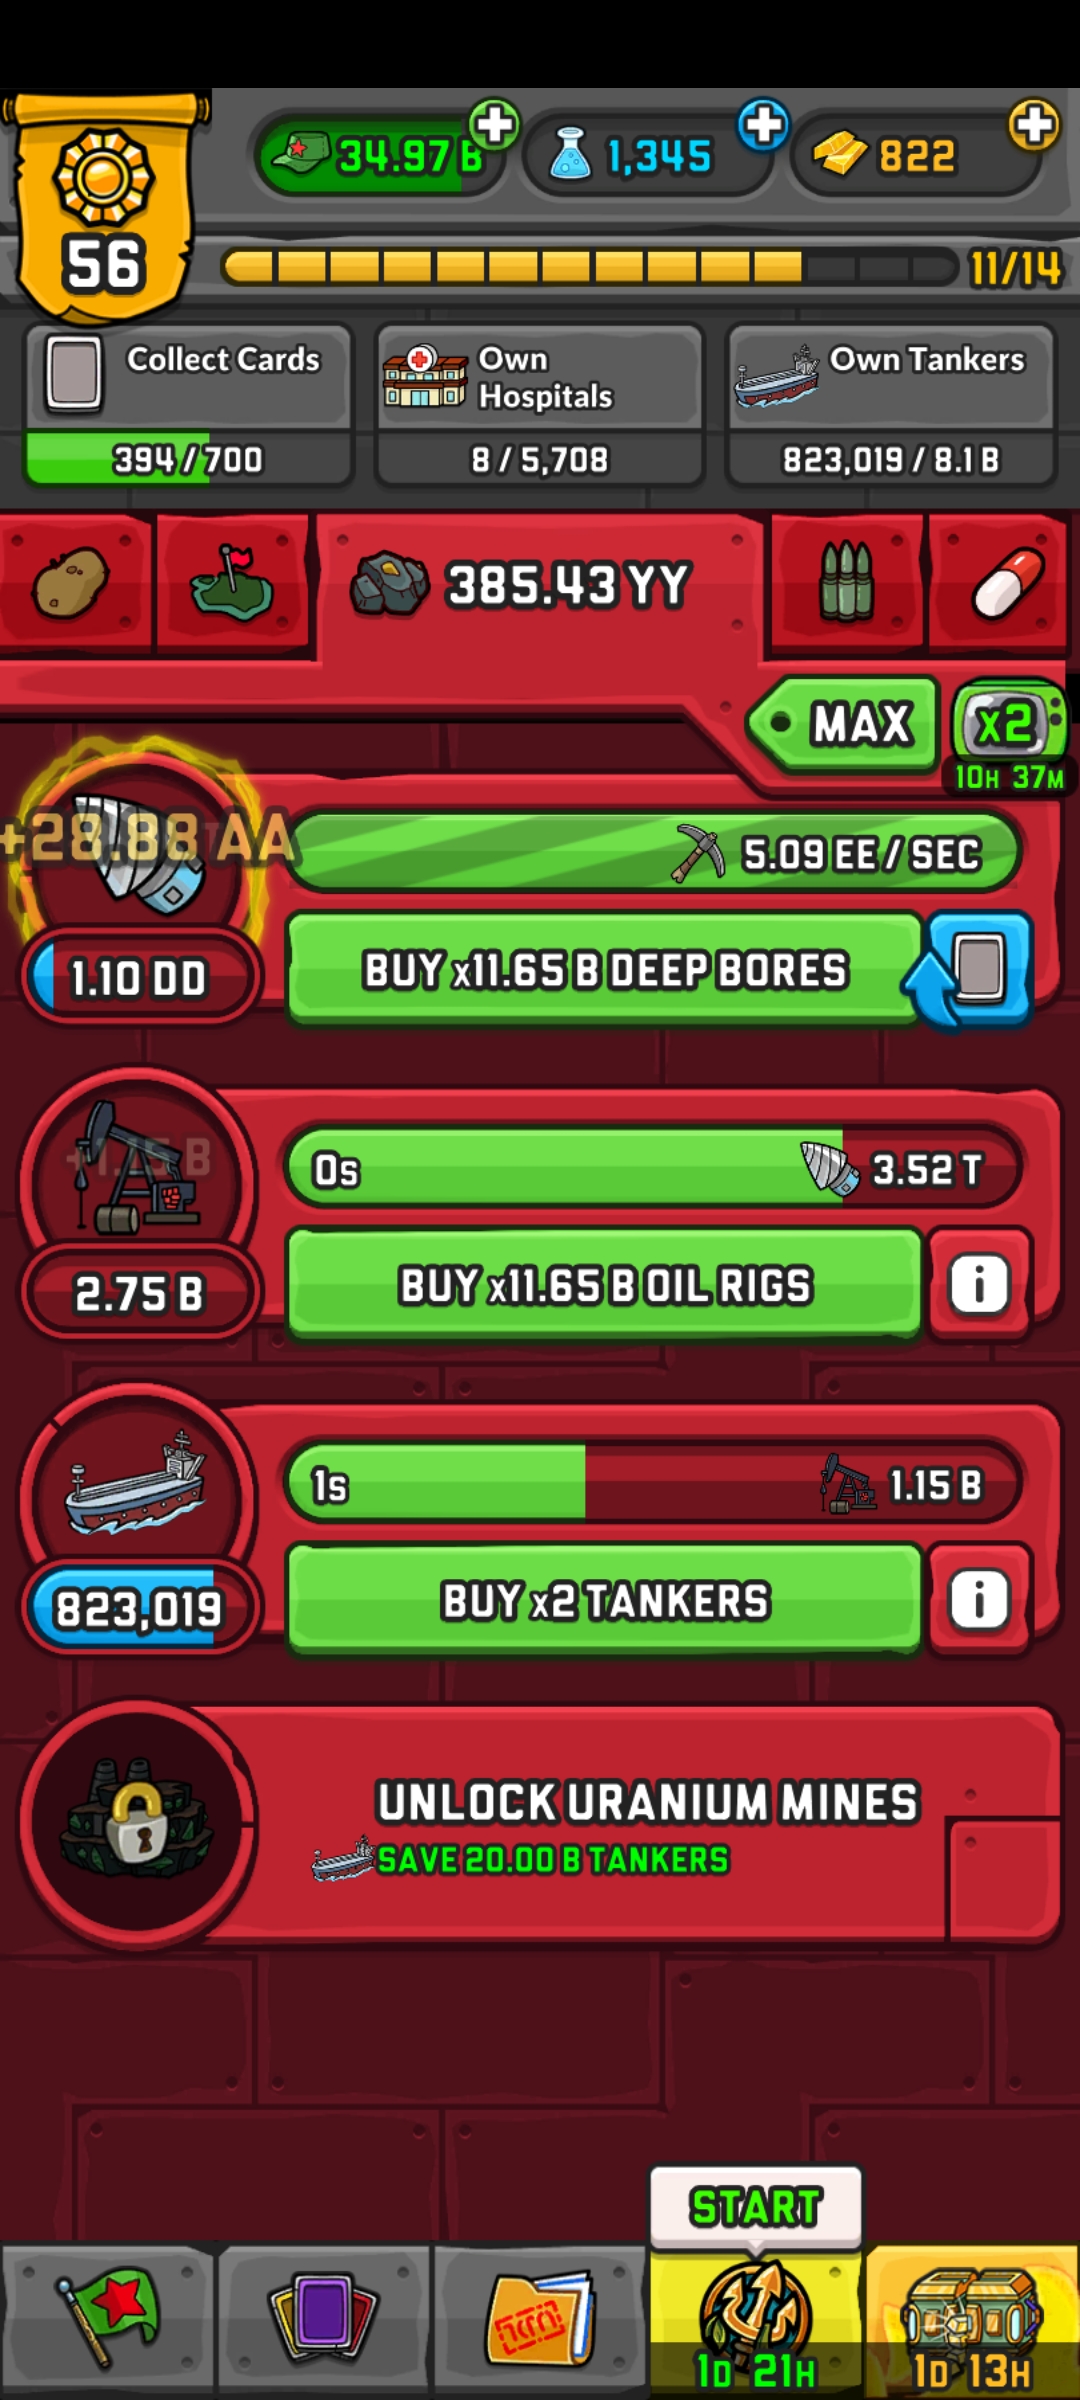 56
34.97 B
1,345
822
11/14
Collect Cards
394 / 700
Own
Hospitals
8 / 5,708
Own Tankers
823,019 / 8.1 B
385.43 YY
MAX
x2
10H 37M
+28.88 AA
5.09 EE / SEC
1.10 DD
BUY x11.65 B DEEP BORES
+1.15 B
0s
3.52 T
2.75 B
BUY x11.65 B OIL RIGS
i
1s
1.15 B
823,019
BUY x2 TANKERS
i
UNLOCK URANIUM MINES
SAVE 20.00 B TANKERS
START
1D 21H
1D 13H